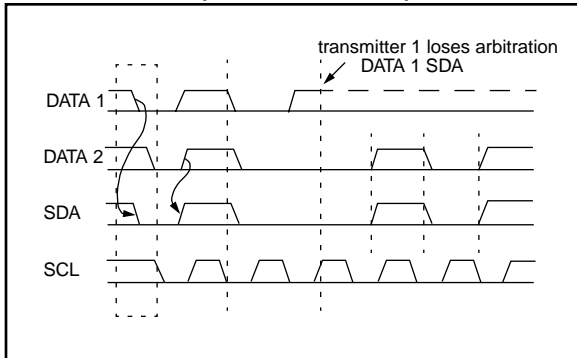 transmitter 1 loses arbitration
DATA 1 SDA
DATA 1
DATA 2
SDA
SCL